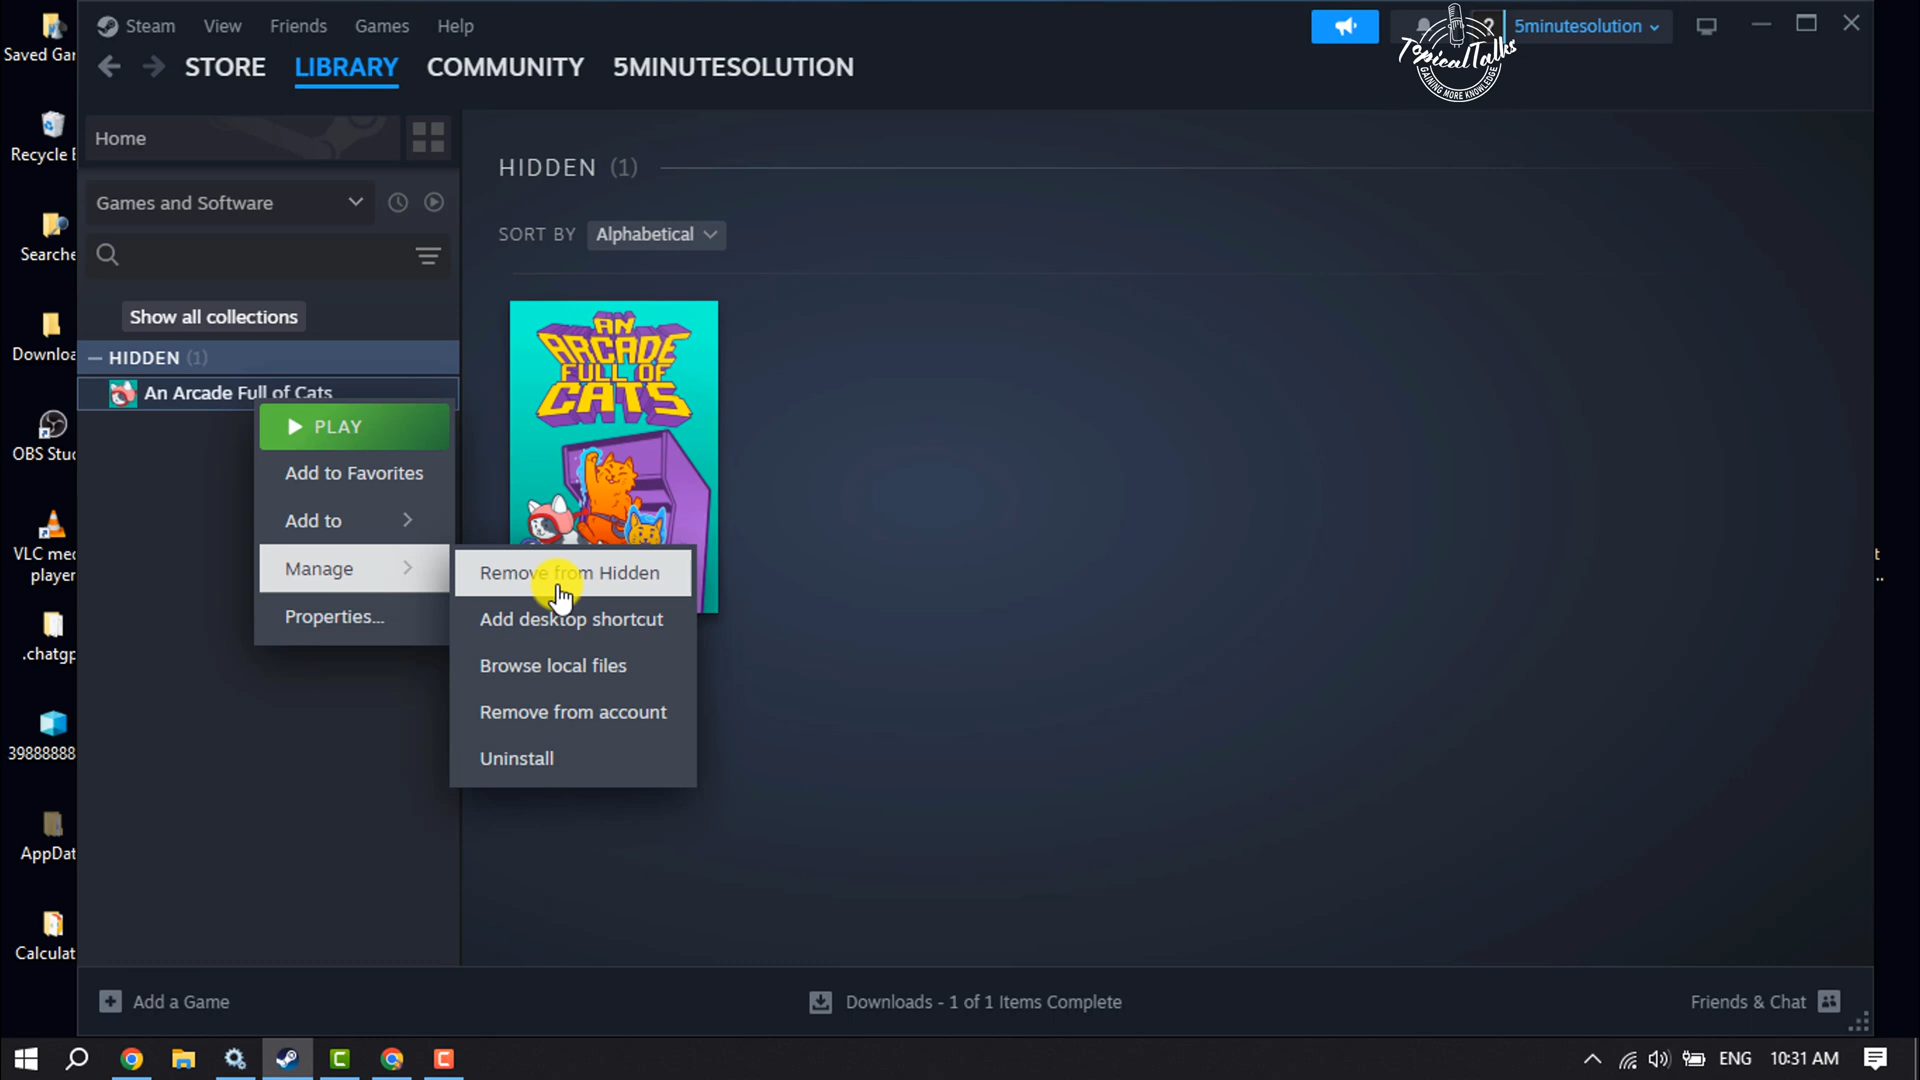 Steam View Friends Games Help
? 5minutesolution
TopicalTalks
GAINING MORE KNOWLEDGE
STORE LIBRARY COMMUNITY 5MINUTESOLUTION
Home
Games and Software
Show all collections
HIDDEN (1)
An Arcade Full of Cats
PLAY
Add to Favorites
Add to
Manage
Properties...
Remove from Hidden
Add desktop shortcut
Browse local files
Remove from account
Uninstall
HIDDEN (1)
SORT BY Alphabetical
AN
ARCADE
FULL OF
CATS
Saved Gar
Recycle B
Searche
Downloa
OBS Stud
VLC med
player
.chatgp
39888888
AppDat
Calculat
t
..
Add a Game
Downloads - 1 of 1 Items Complete
Friends & Chat
ENG 10:31 AM